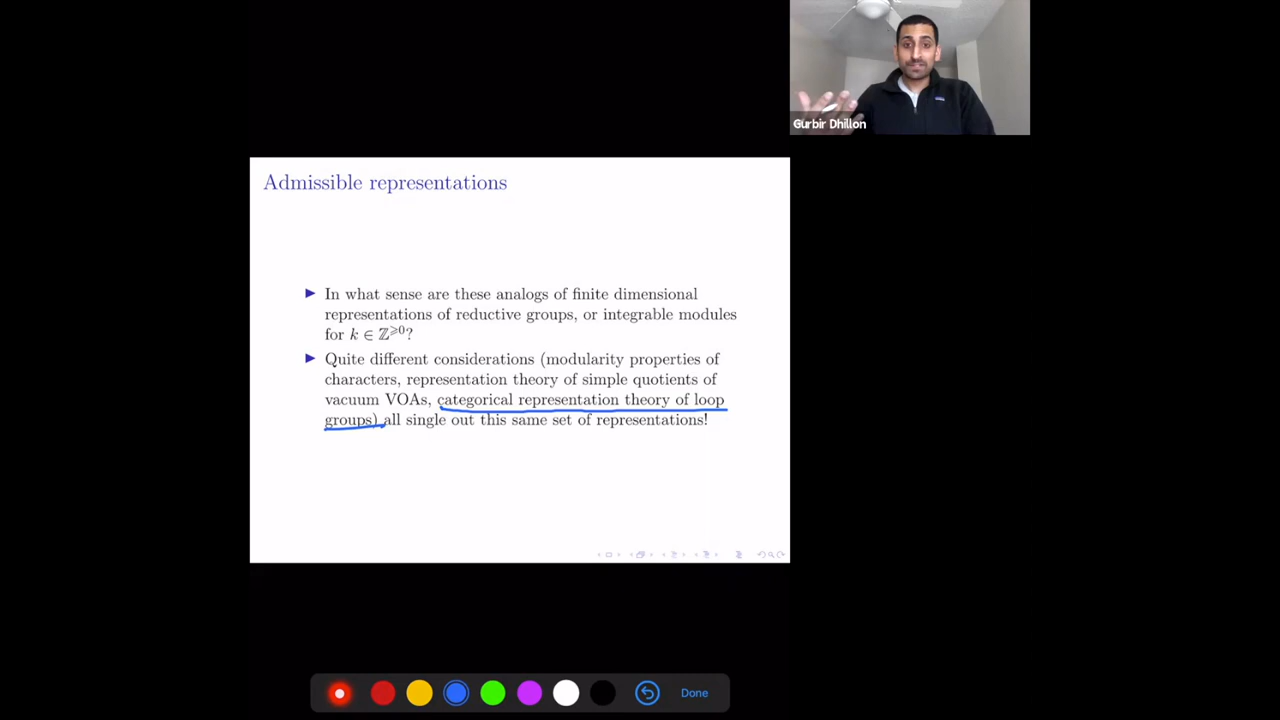 Gurbir Dhillon
Admissible representations
▶ In what sense are these analogs of finite dimensional
representations of reductive groups, or integrable modules
for k ∈ ℤ^{⩾0}?
▶ Quite different considerations (modularity properties of
characters, representation theory of simple quotients of
vacuum VOAs, categorical representation theory of loop
groups) all single out this same set of representations!
Done